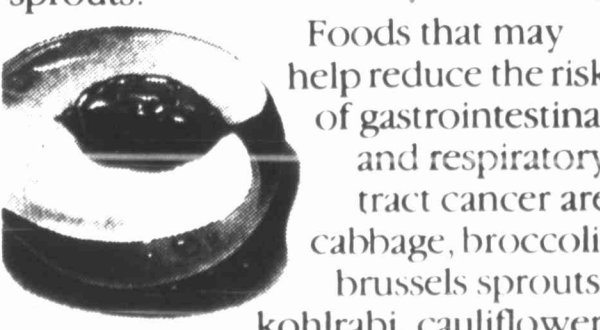 sprouts.
Foods that may
help reduce the risk
of gastrointestina
and respiratory
tract cancer are
cabbage, broccoli
brussels sprouts
kohlrabi, cauliflower